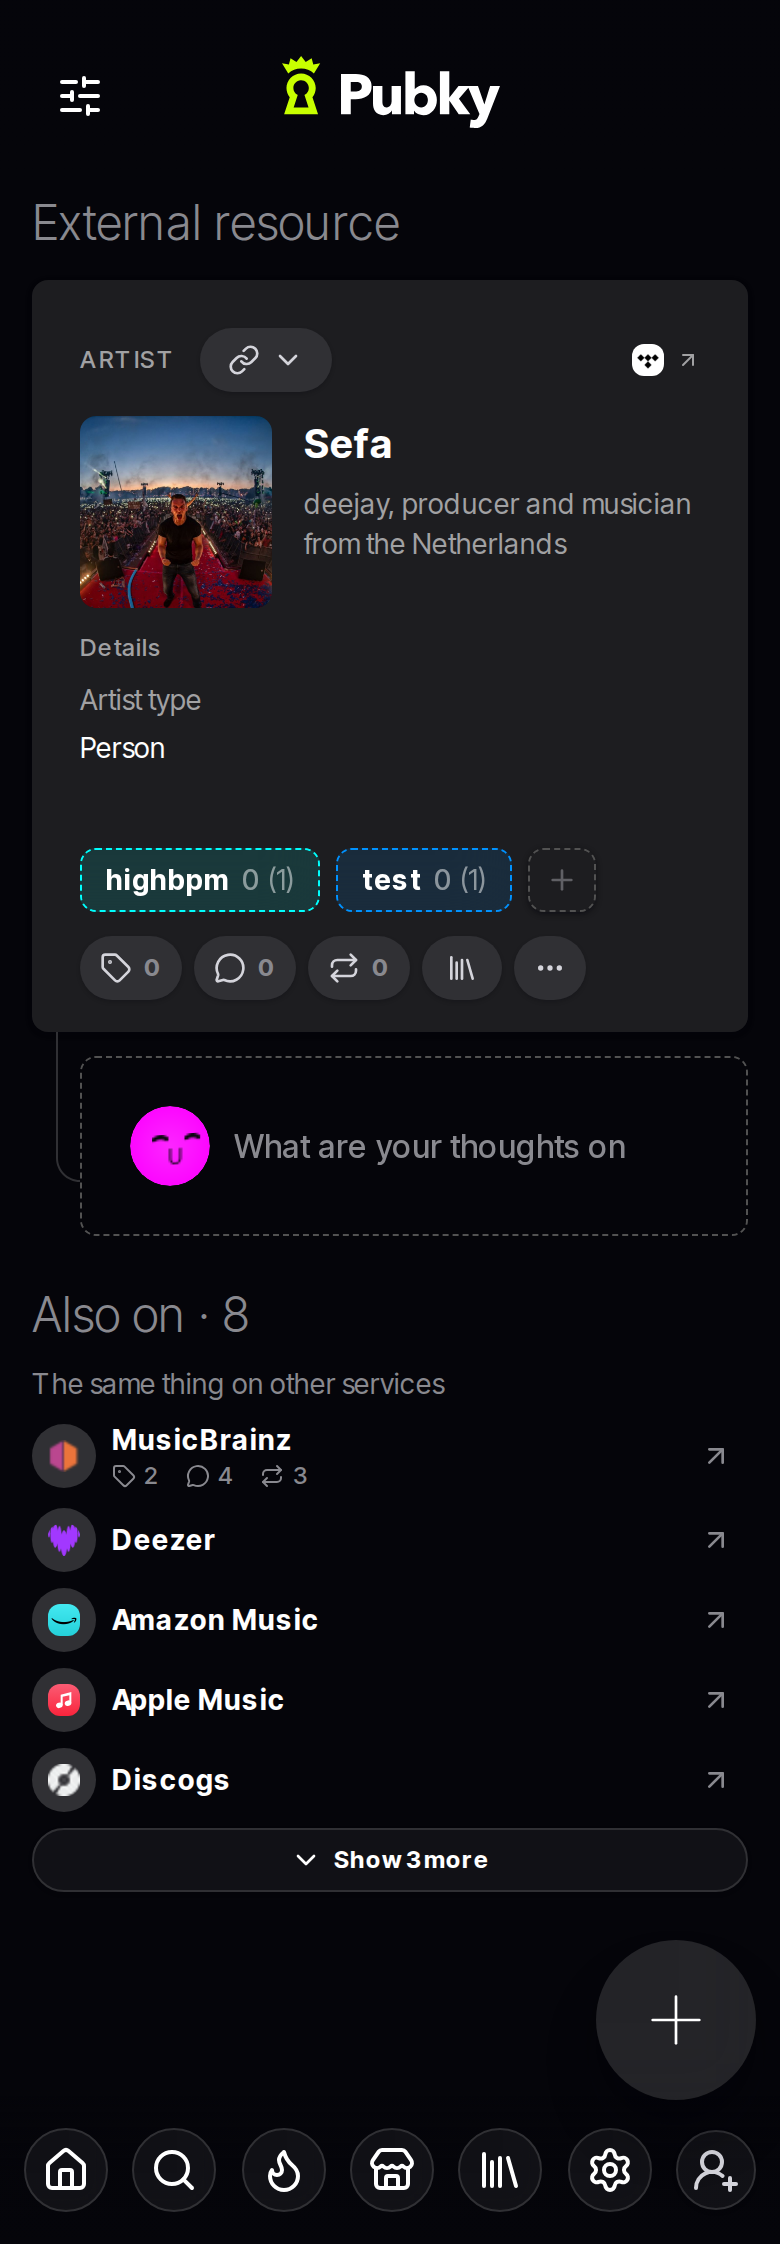 Pubky
External resource
ARTIST
Sefa
deejay, producer and musician
from the Netherlands
Details
Artist type
Person
highbpm 0 (1) test 0 (1)
0 0 0
What are your thoughts on
Also on · 8
The same thing on other services
MusicBrainz
2 4 3
Deezer
Amazon Music
Apple Music
Discogs
Show 3 more